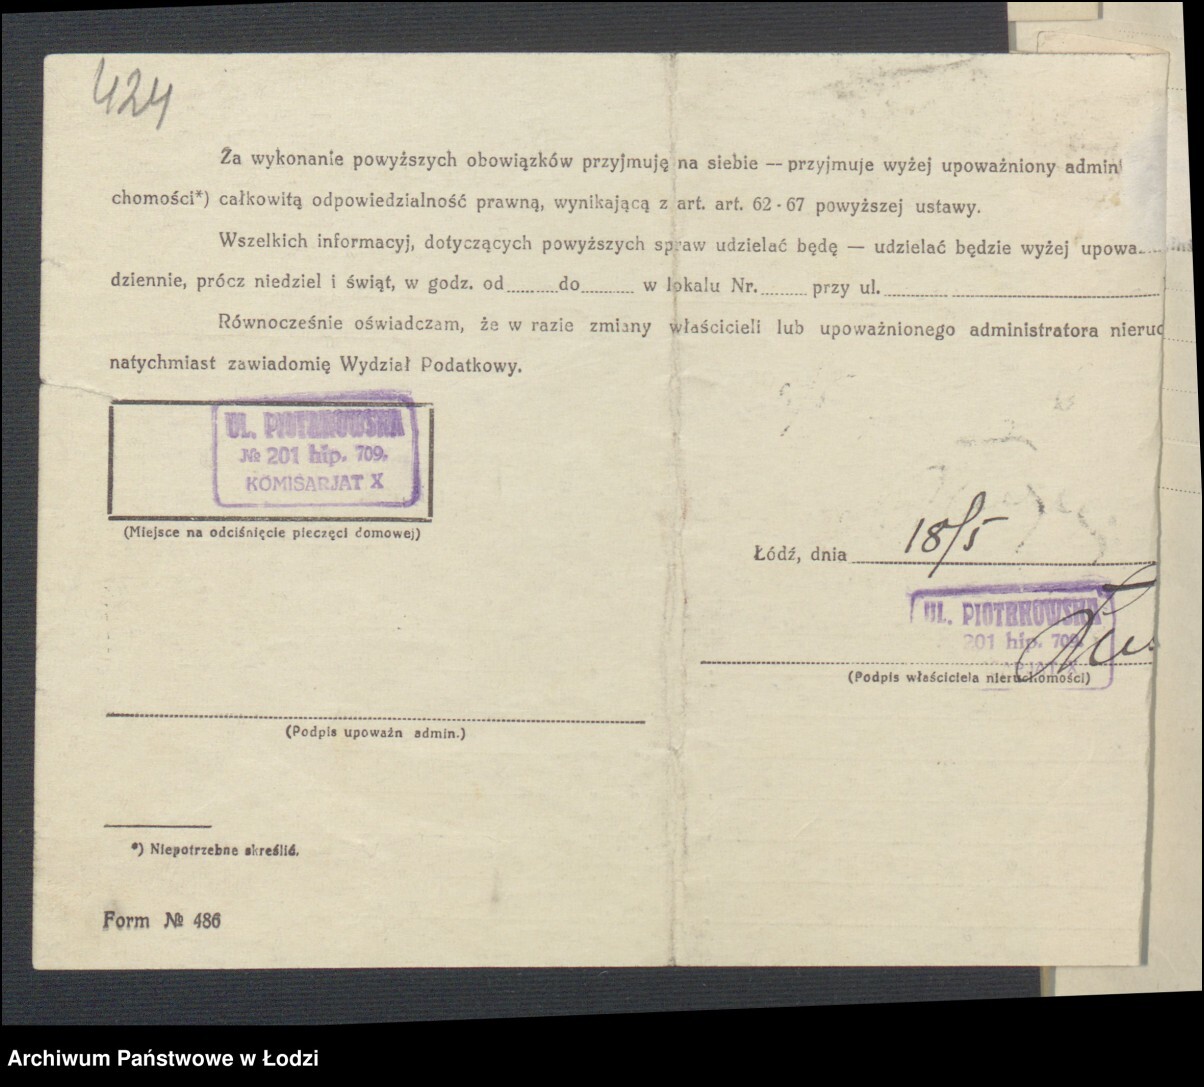 424
Za wykonanie powyższych obowiązków przyjmuję na siebie — przyjmuje wyżej upoważniony admin
chomości*) całkowitą odpowiedzialność prawną, wynikającą z art. art. 62 - 67 powyższej ustawy.
Wszelkich informacyj, dotyczących powyższych spraw udzielać będę — udzielać będzie wyżej upowa
dziennie, prócz niedziel i świąt, w godz. od........do........ w lokalu Nr........ przy ul.
Równocześnie oświadczam, że w razie zmiany właścicieli lub upoważnionego administratora nieruc
natychmiast zawiadomię Wydział Podatkowy.
UL. PIOTRKOWSKA
№ 201 hip. 709.
KOMISARJAT X
(Miejsce na odciśnięcie pieczęci domowej)
Łódź, dnia 18/5
UL. PIOTRKOWSKA
201 hip. 709.
(Podpis właściciela nieruchomości)
(Podpis upoważn admin.)
*) Niepotrzebne skreślić.
Form № 486
Archiwum Państwowe w Łodzi